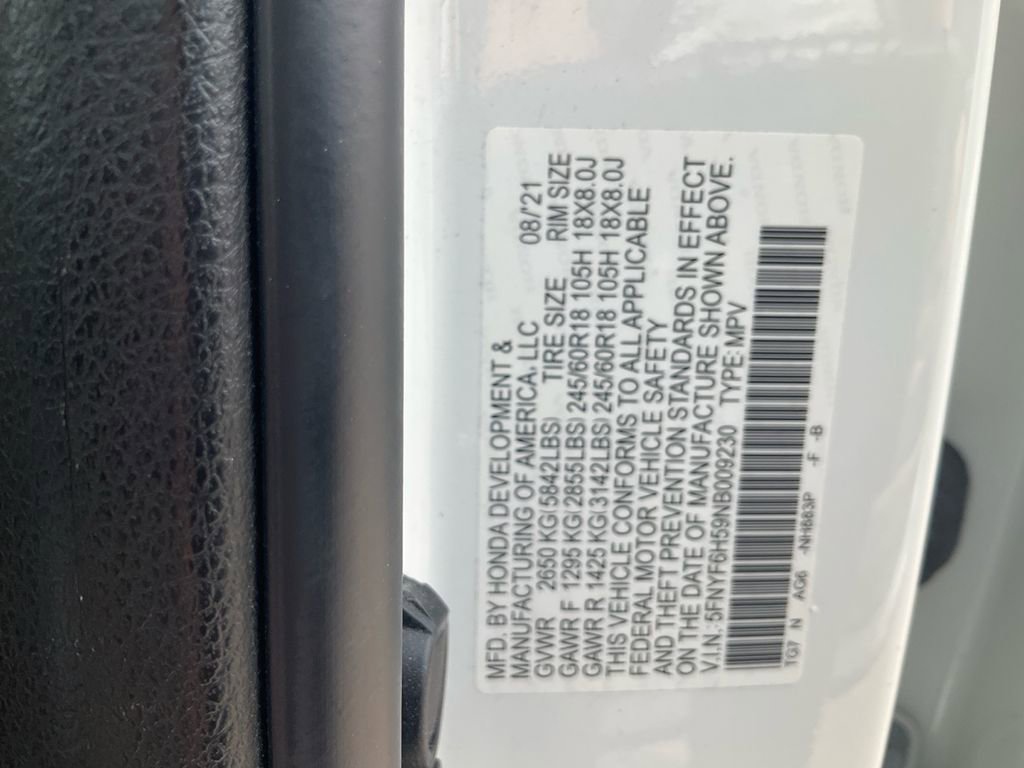 MFD. BY HONDA DEVELOPMENT &
MANUFACTURING OF AMERICA, LLC 08/'21
GVWR 2650 KG(5842LBS) TIRE SIZE RIM SIZE
GAWR F 1295 KG(2855LBS) 245/60R18 105H 18X8.0J
GAWR R 1425 KG(3142LBS) 245/60R18 105H 18X8.0J
THIS VEHICLE CONFORMS TO ALL APPLICABLE
FEDERAL MOTOR VEHICLE SAFETY
AND THEFT PREVENTION STANDARDS IN EFFECT
ON THE DATE OF MANUFACTURE SHOWN ABOVE.
V.I.N.:5FNYF6H59NB009230 TYPE:MPV
TG7 N AG6 -NH883P -F -B